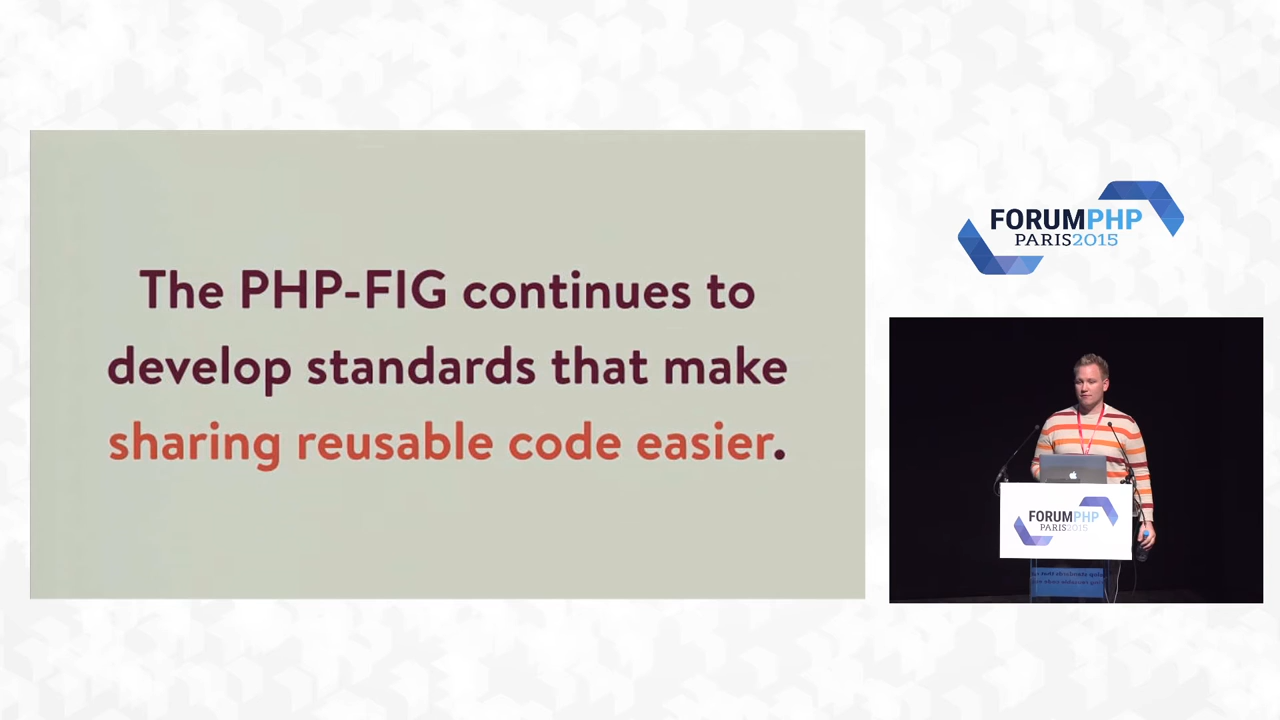 The PHP-FIG continues to
develop standards that make
sharing reusable code easier.
FORUMPHP
PARIS2015
FORUMPHP
PARIS2015